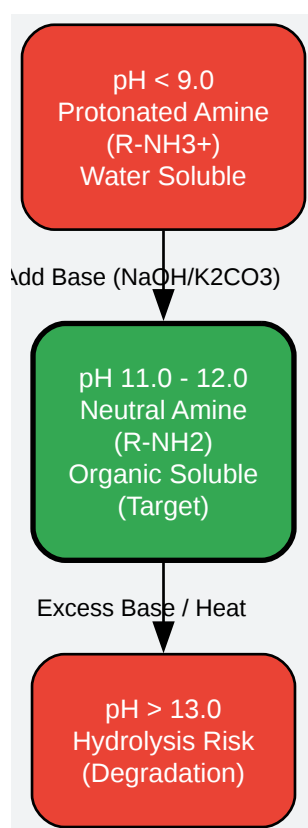 pH < 9.0
Protonated Amine
(R-NH3+)
Water Soluble
Add Base (NaOH/K2CO3)
pH 11.0 - 12.0
Neutral Amine
(R-NH2)
Organic Soluble
(Target)
Excess Base / Heat
pH > 13.0
Hydrolysis Risk
(Degradation)